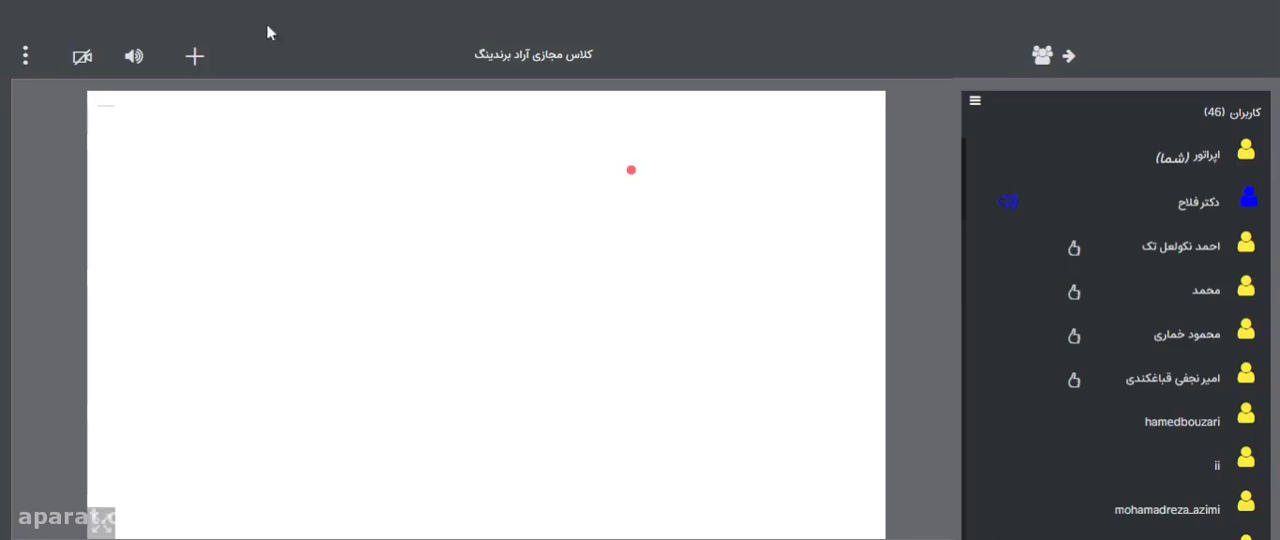 کلاس مجازی آراد برندینگ
کاربران (46)
اپراتور (شما)
دکتر فلاح
احمد نکولعل تک
محمد
محمود خماری
امیر نجفی قباغکندی
hamedbouzari
ii
mohamadreza_azimi
aparat.c